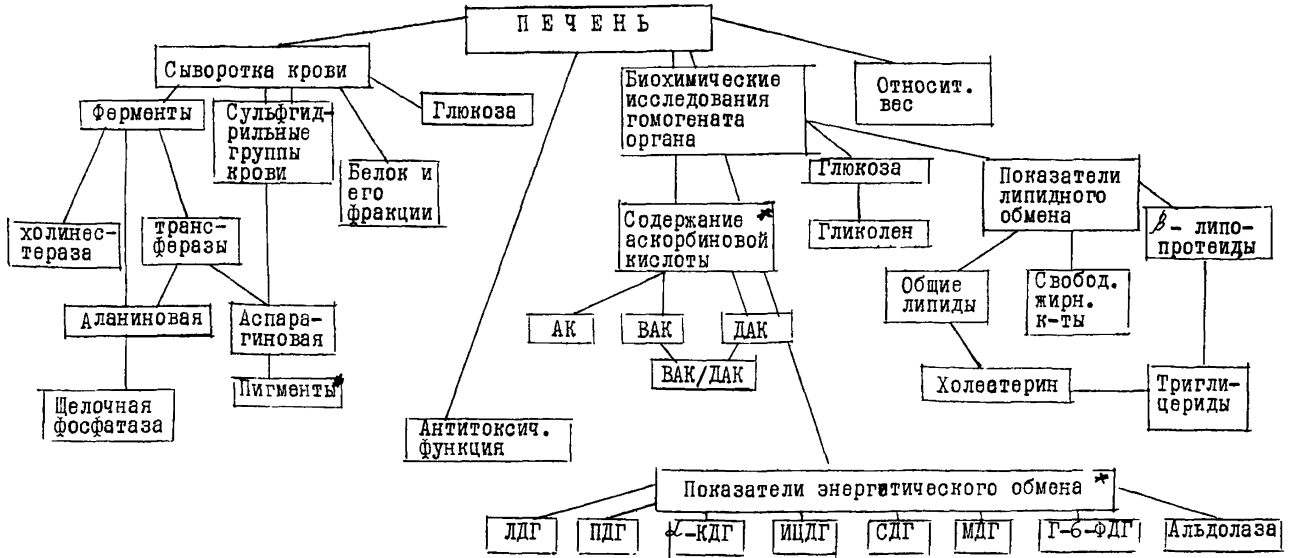 ПЕЧЕНЬ
Сыворотка крови
Ферменты
Сульфгид-
рильные
группы
крови
Глюкоза
Белок и
его
фракции
холинес-
тераза
транс-
феразы
Аланиновая
Аспара-
гиновая
Пигменты*
Щелочная
фосфатаза
Антитоксич.
функция
Биохимические
исследования
гомогената
органа
Относит.
вес
Содержание *
аскорбиновой
кислоты
АК
ВАК
ДАК
ВАК/ДАК
Глюкоза
Гликолен
Показатели
липидного
обмена
β - липо-
протеиды
Общие
липиды
Свобод.
жирн.
к-ты
Холестерин
Тригли-
цериды
Показатели энергетического обмена *
ЛДГ
ПДГ
α-КДГ
ИЦДГ
СДГ
МДГ
Г-6-ФДГ
Альдолаза